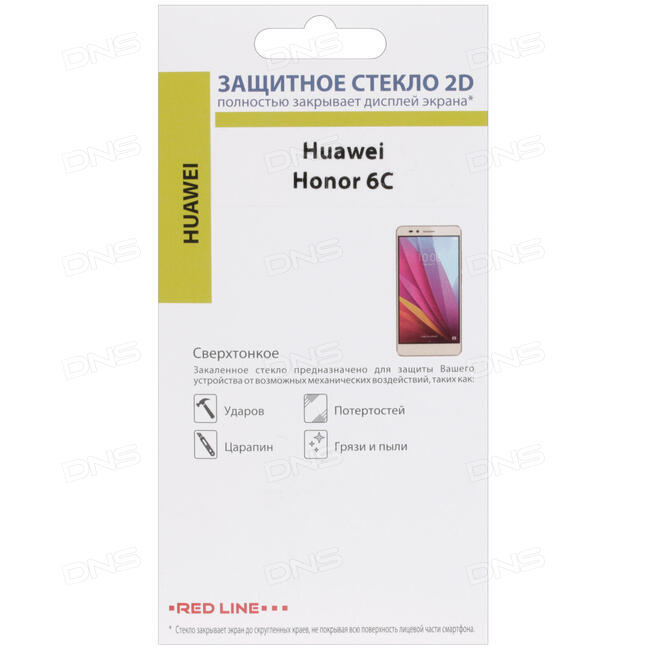 ЗАЩИТНОЕ СТЕКЛО 2D
полностью закрывает дисплей экрана*
HUAWEI
Huawei
Honor 6C
Сверхтонкое
Закаленное стекло предназначено для защиты Вашего
устройства от возможных механических воздействий, таких как:
Ударов
Потертостей
Царапин
Грязи и пыли
RED LINE
* Стекло закрывает экран до скругленных краев, не покрывая всю поверхность лицевой части смартфона.
DNS